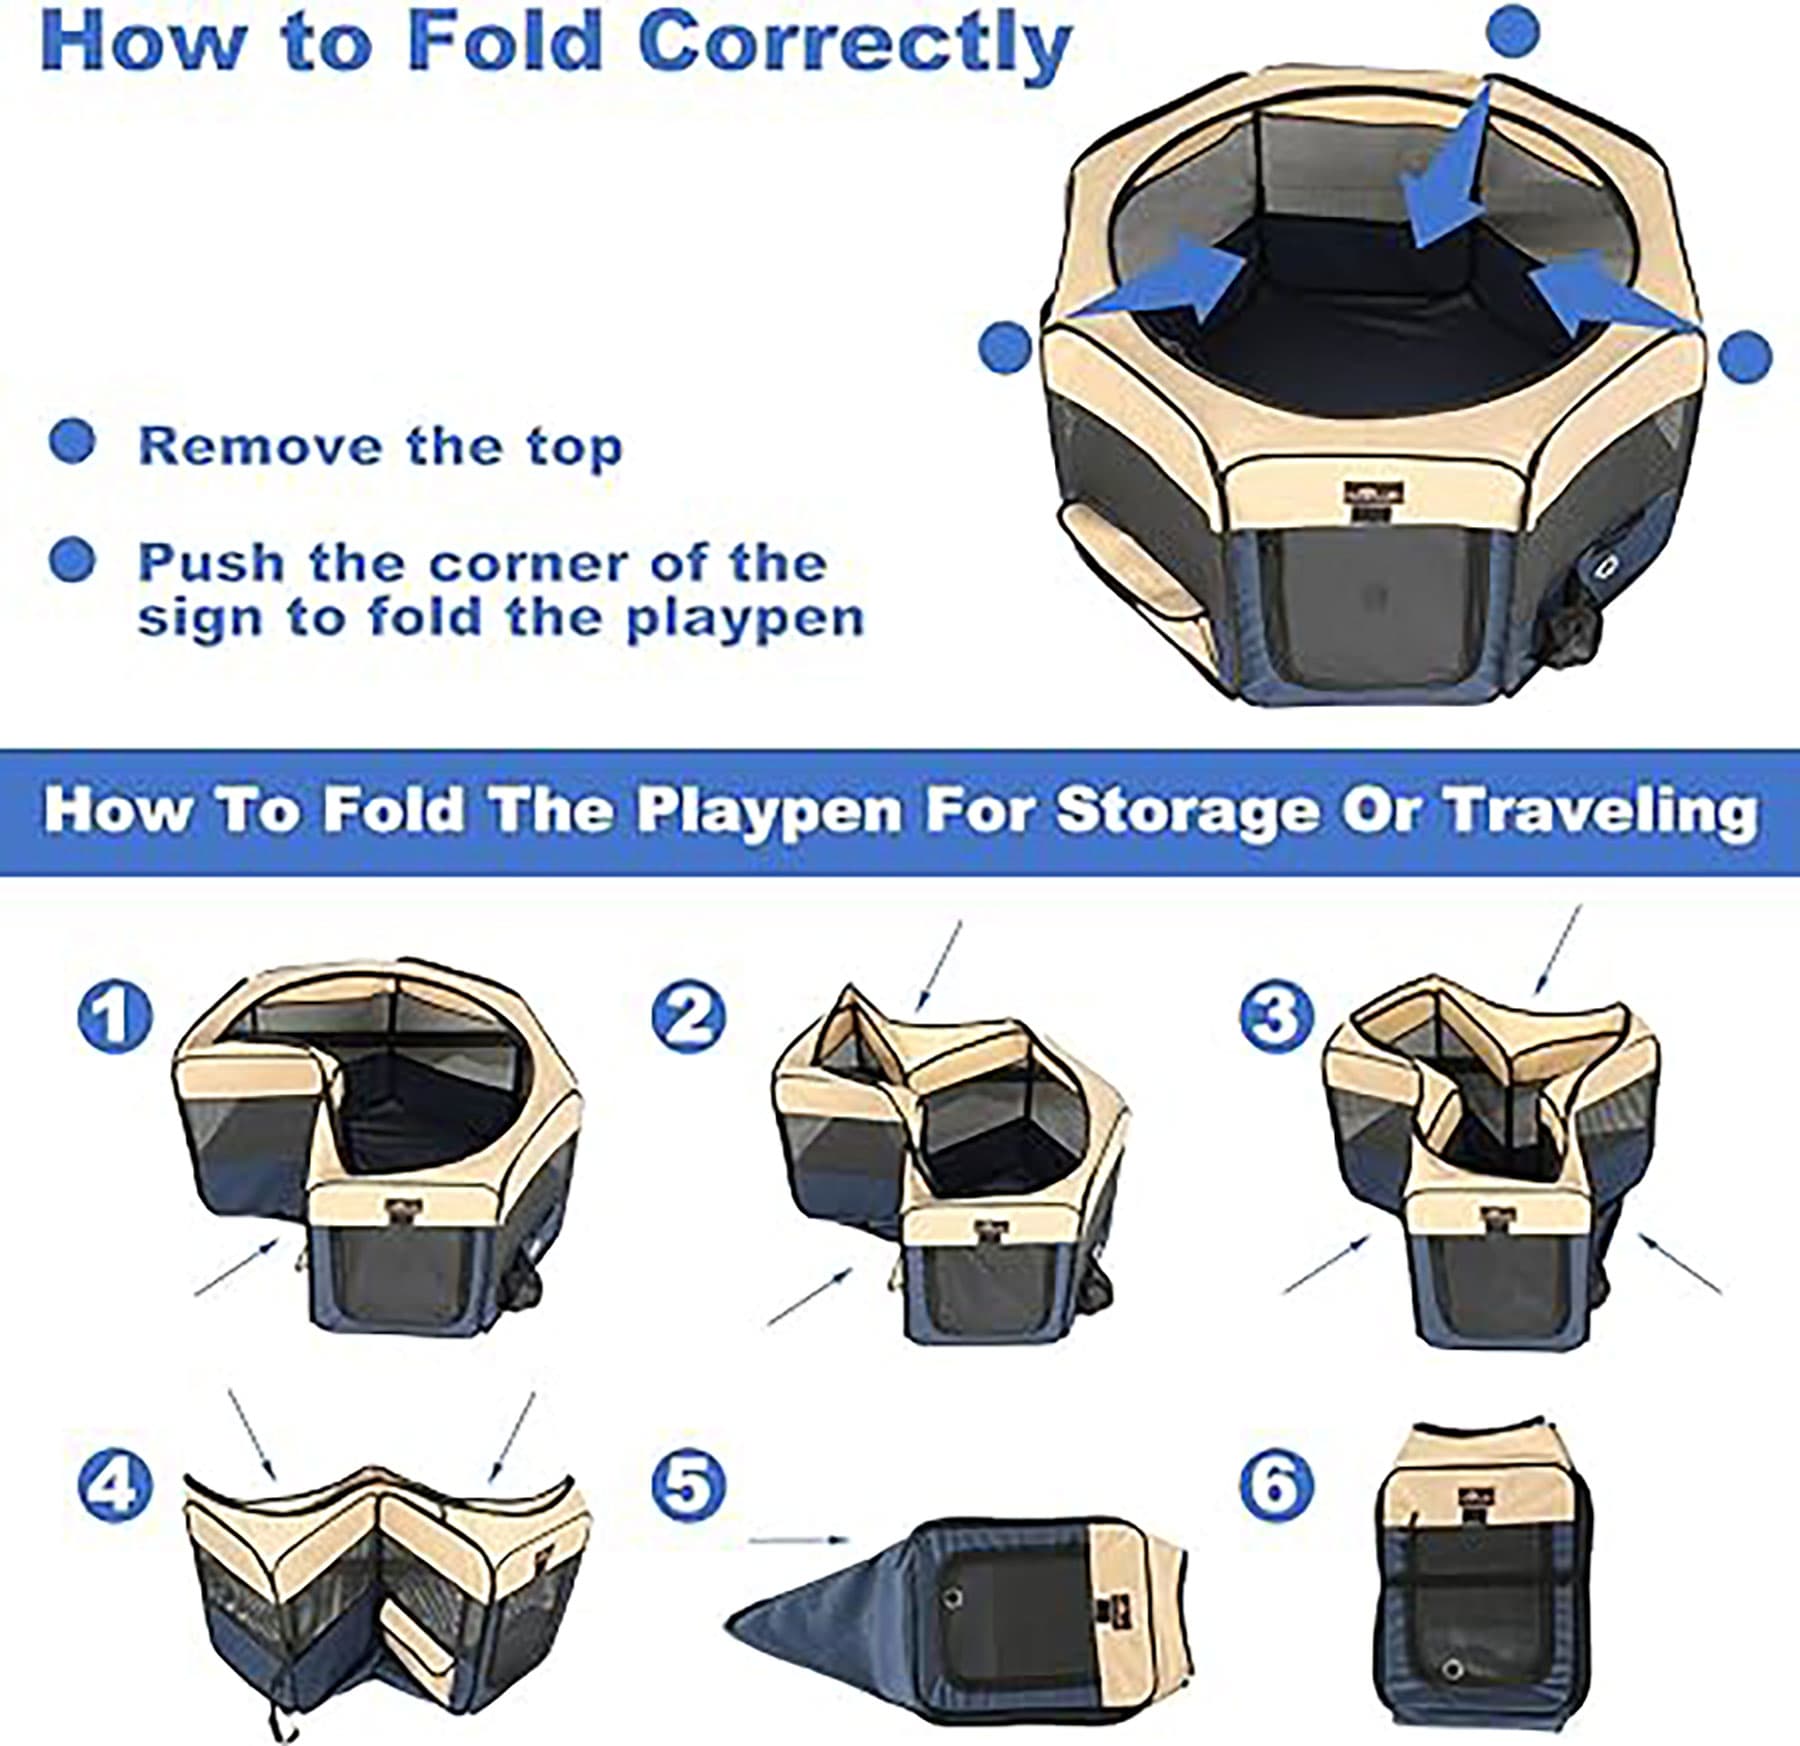 How to Fold Correctly
Remove the top
Push the corner of the
sign to fold the playpen
How To Fold The Playpen For Storage Or Traveling
1
2
3
4
5
6